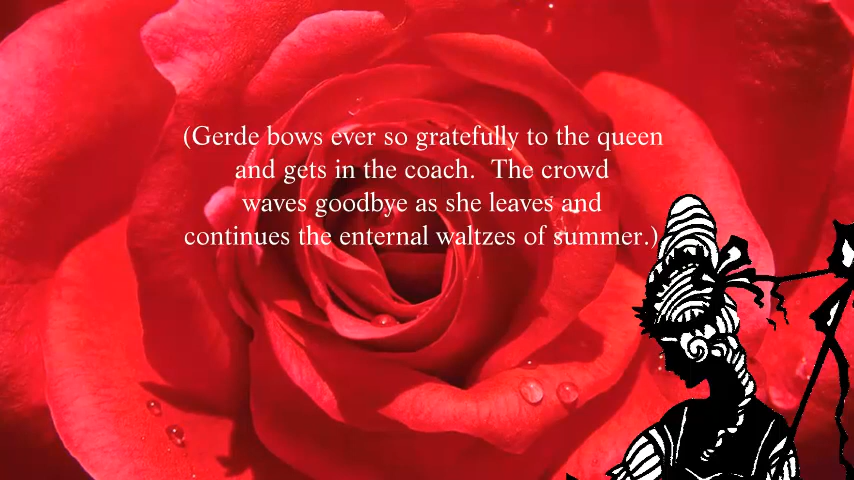 (Gerde bows ever so gratefully to the queen
and gets in the coach.  The crowd
waves goodbye as she leaves and
continues the enternal waltzes of summer.)